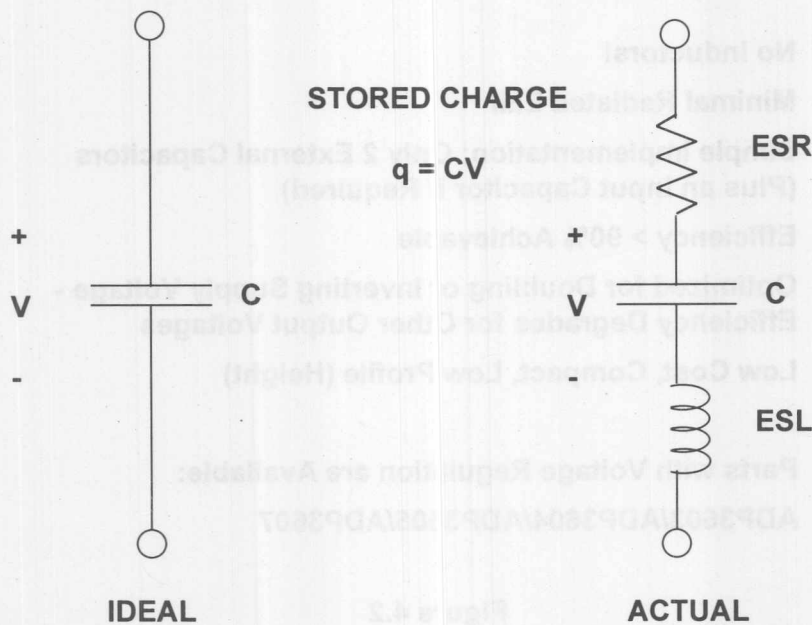 STORED CHARGE
q = CV
ESR
+
V
-
C
+
V
-
C
ESL
IDEAL
ACTUAL